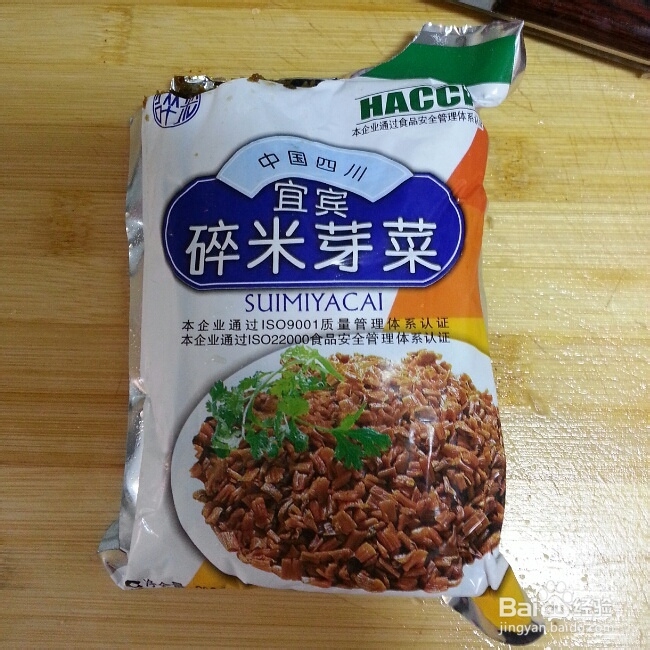 HACCP
本企业通过食品安全管理体系
中国四川
宜宾
碎米芽菜
SUIMIYACAI
本企业通过ISO9001质量管理体系认证
本企业通过ISO22000食品安全管理体系认证
净含量
Baidu经验
jingyan.baidu.com